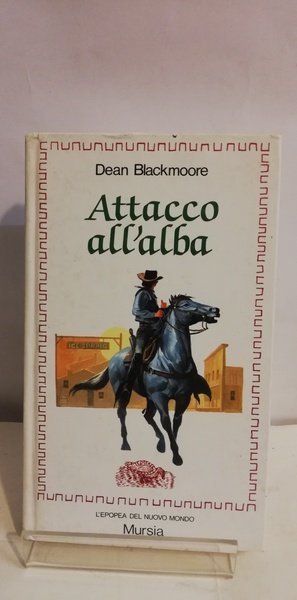 Dean Blackmoore
Attacco
all'alba
L'EPOPEA DEL NUOVO MONDO
Mursia